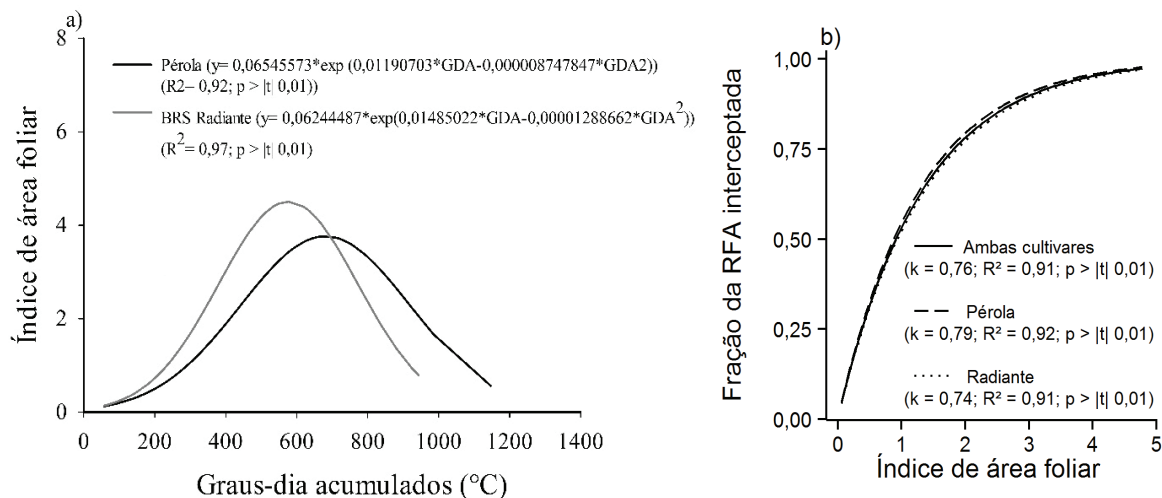 a)
8
6
4
2
0
Índice de área foliar
Pérola (y= 0,06545573*exp (0,01190703*GDA-0,000008747847*GDA2))
(R2= 0,92; p > |t| 0,01))
BRS Radiante (y= 0,06244487*exp(0,01485022*GDA-0,00001288662*GDA²))
(R²= 0,97; p > |t| 0,01)
0 200 400 600 800 1000 1200 1400
Graus-dia acumulados (°C)
b)
1,00
0,75
0,50
0,25
0,00
Fração da RFA interceptada
Ambas cultivares
(k = 0,76; R² = 0,91; p > |t| 0,01)
Pérola
(k = 0,79; R² = 0,92; p > |t| 0,01)
Radiante
(k = 0,74; R² = 0,91; p > |t| 0,01)
0 1 2 3 4 5
Índice de área foliar